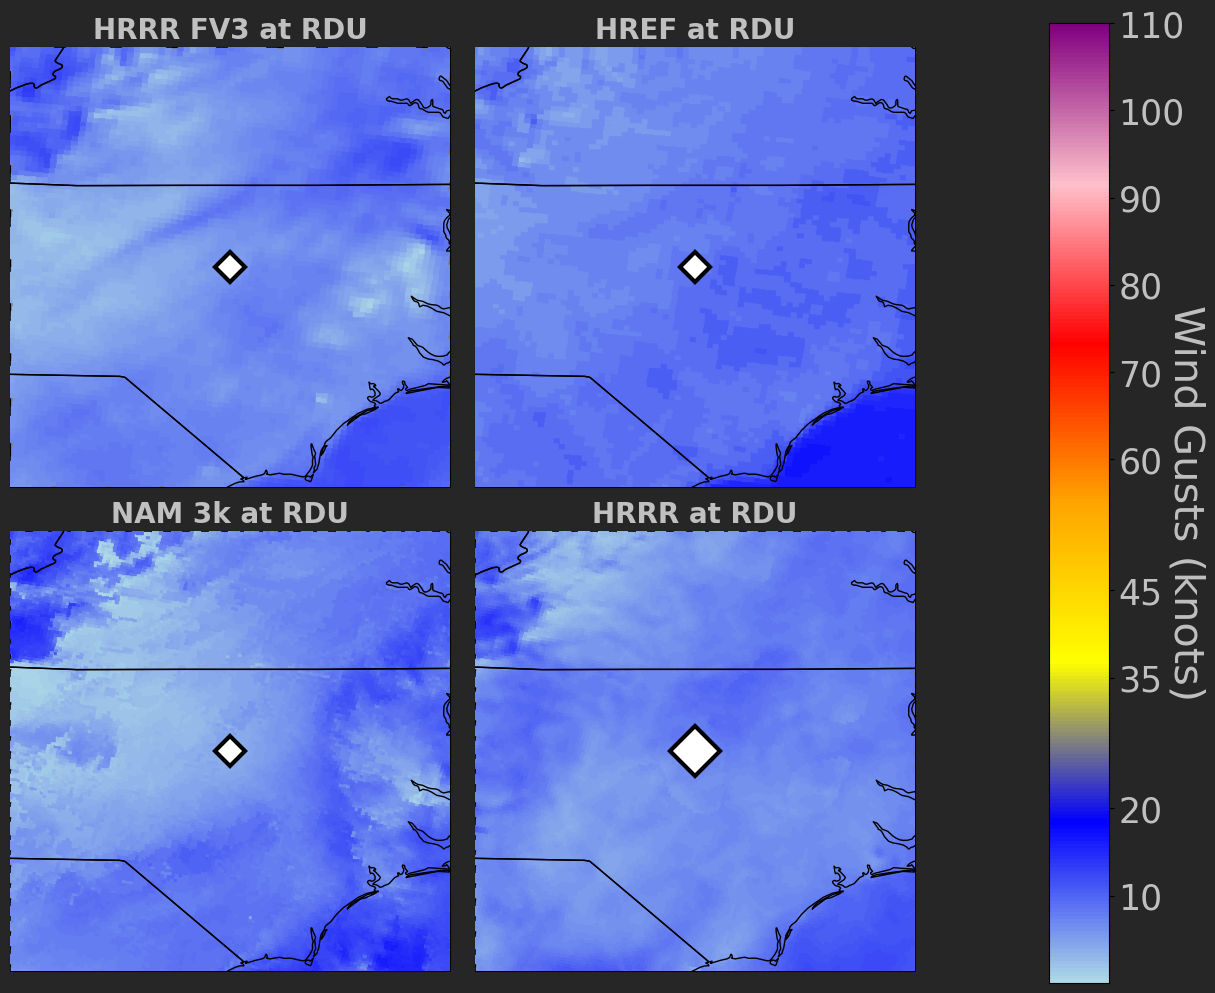 HRRR FV3 at RDU
HREF at RDU
NAM 3k at RDU
HRRR at RDU
110
100
90
80
70
60
45
35
20
10
Wind Gusts (knots)